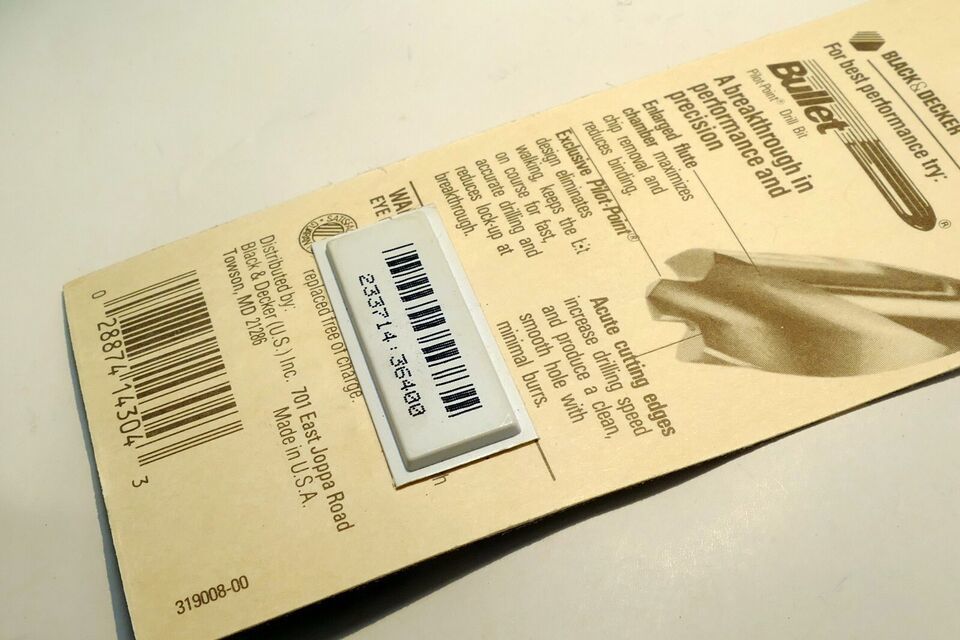 BLACK & DECKER
For best performance try:
Bullet®
Pilot-Point® Drill Bit
A breakthrough in
performance and
precision
Enlarged flute
chamber maximizes
chip removal and
reduces binding.
Exclusive Pilot-Point®
design eliminates
walking, keeps the bit
on course for fast,
accurate drilling and
reduces lock-up at
breakthrough.
Acute cutting edges
increase drilling speed
and produce a clean,
smooth hole with
minimal burrs.
EYE
233714:36400
replaced free of charge.
Distributed by:
Black & Decker (U.S.) Inc. 701 East Joppa Road
Towson, MD 21286
Made in U.S.A.
0 28874 14304 3
319008-00